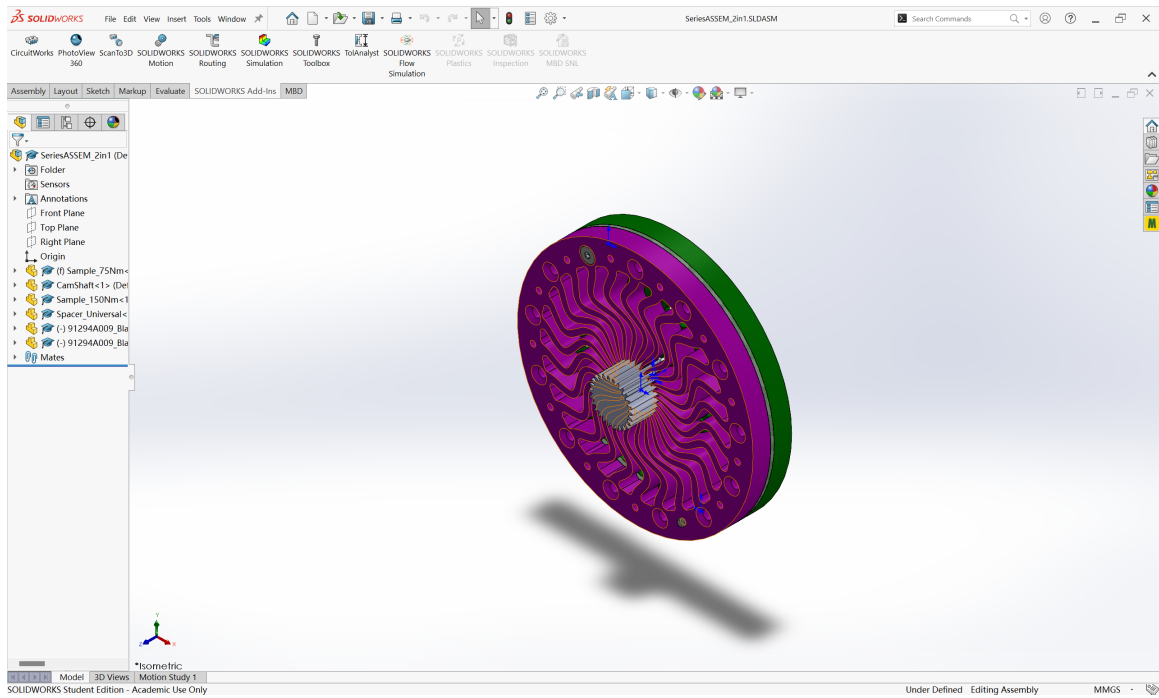 SOLIDWORKS File Edit View Insert Tools Window SeriesASSEM_2in1.SLDASM Search Commands
CircuitWorks PhotoView 360 ScanTo3D SOLIDWORKS Motion SOLIDWORKS Routing SOLIDWORKS Simulation SOLIDWORKS Toolbox TolAnalyst SOLIDWORKS Flow Simulation SOLIDWORKS Plastics SOLIDWORKS Inspection SOLIDWORKS MBD SNL
Assembly Layout Sketch Markup Evaluate SOLIDWORKS Add-Ins MBD
SeriesASSEM_2in1 (De
Folder
Sensors
Annotations
Front Plane
Top Plane
Right Plane
Origin
(f) Sample_75Nm<
CamShaft<1> (De
Sample_150Nm<1
Spacer_Universal<
(-) 91294A009_Bla
(-) 91294A009_Bla
Mates
M
Y
Z X
*Isometric
Model 3D Views Motion Study 1
SOLIDWORKS Student Edition - Academic Use Only Under Defined Editing Assembly MMGS